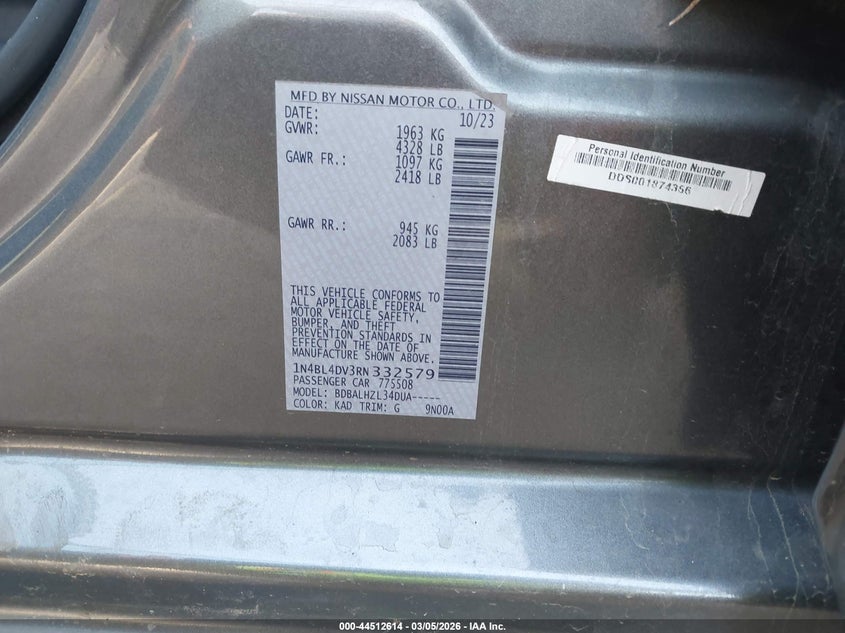 MFD BY NISSAN MOTOR CO., LTD.
DATE: 10/23
GVWR: 1963 KG
4328 LB
GAWR FR.: 1097 KG
2418 LB
GAWR RR.: 945 KG
2083 LB
THIS VEHICLE CONFORMS TO
ALL APPLICABLE FEDERAL
MOTOR VEHICLE SAFETY,
BUMPER, AND THEFT
PREVENTION STANDARDS IN
EFFECT ON THE DATE OF
MANUFACTURE SHOWN ABOVE.
1N4BL4DV3RN332579
PASSENGER CAR 775508
MODEL: BDBALHZL34DUA-----
COLOR: KAD TRIM: G 9N00A
Personal Identification Number
DDS001874356
000-44512614 - 03/05/2026 - IAA Inc.